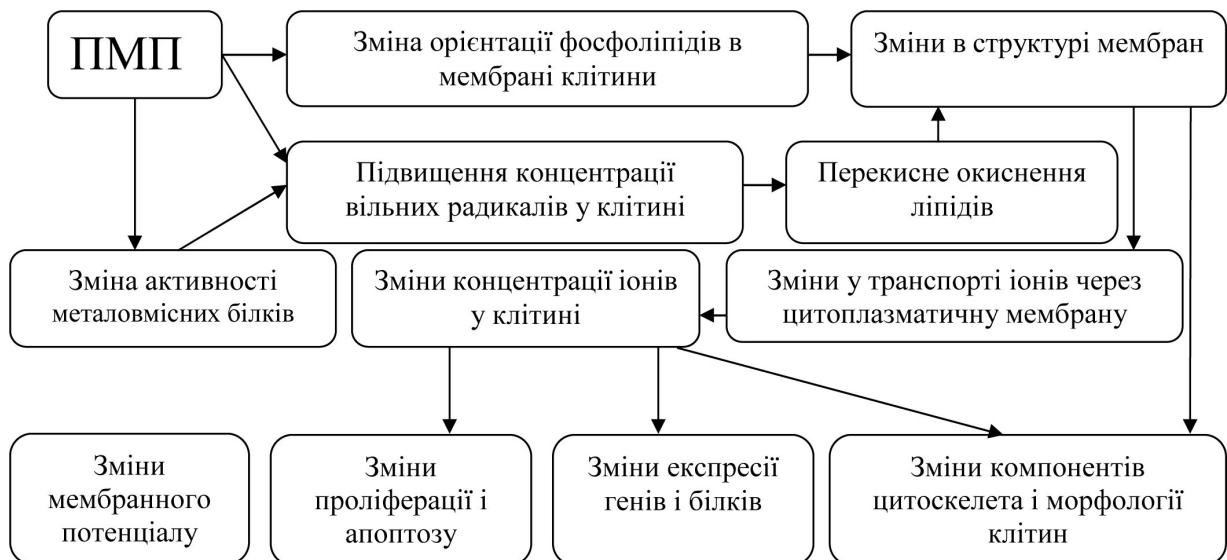 ПМП
Зміна орієнтації фосфоліпідів в
мембрані клітини
Зміни в структурі мембран
Підвищення концентрації
вільних радикалів у клітині
Перекисне окиснення
ліпідів
Зміна активності
металовмісних білків
Зміни концентрації іонів
у клітині
Зміни у транспорті іонів через
цитоплазматичну мембрану
Зміни
мембранного
потенціалу
Зміни
проліферації і
апоптозу
Зміни експресії
генів і білків
Зміни компонентів
цитоскелета і морфології
клітин